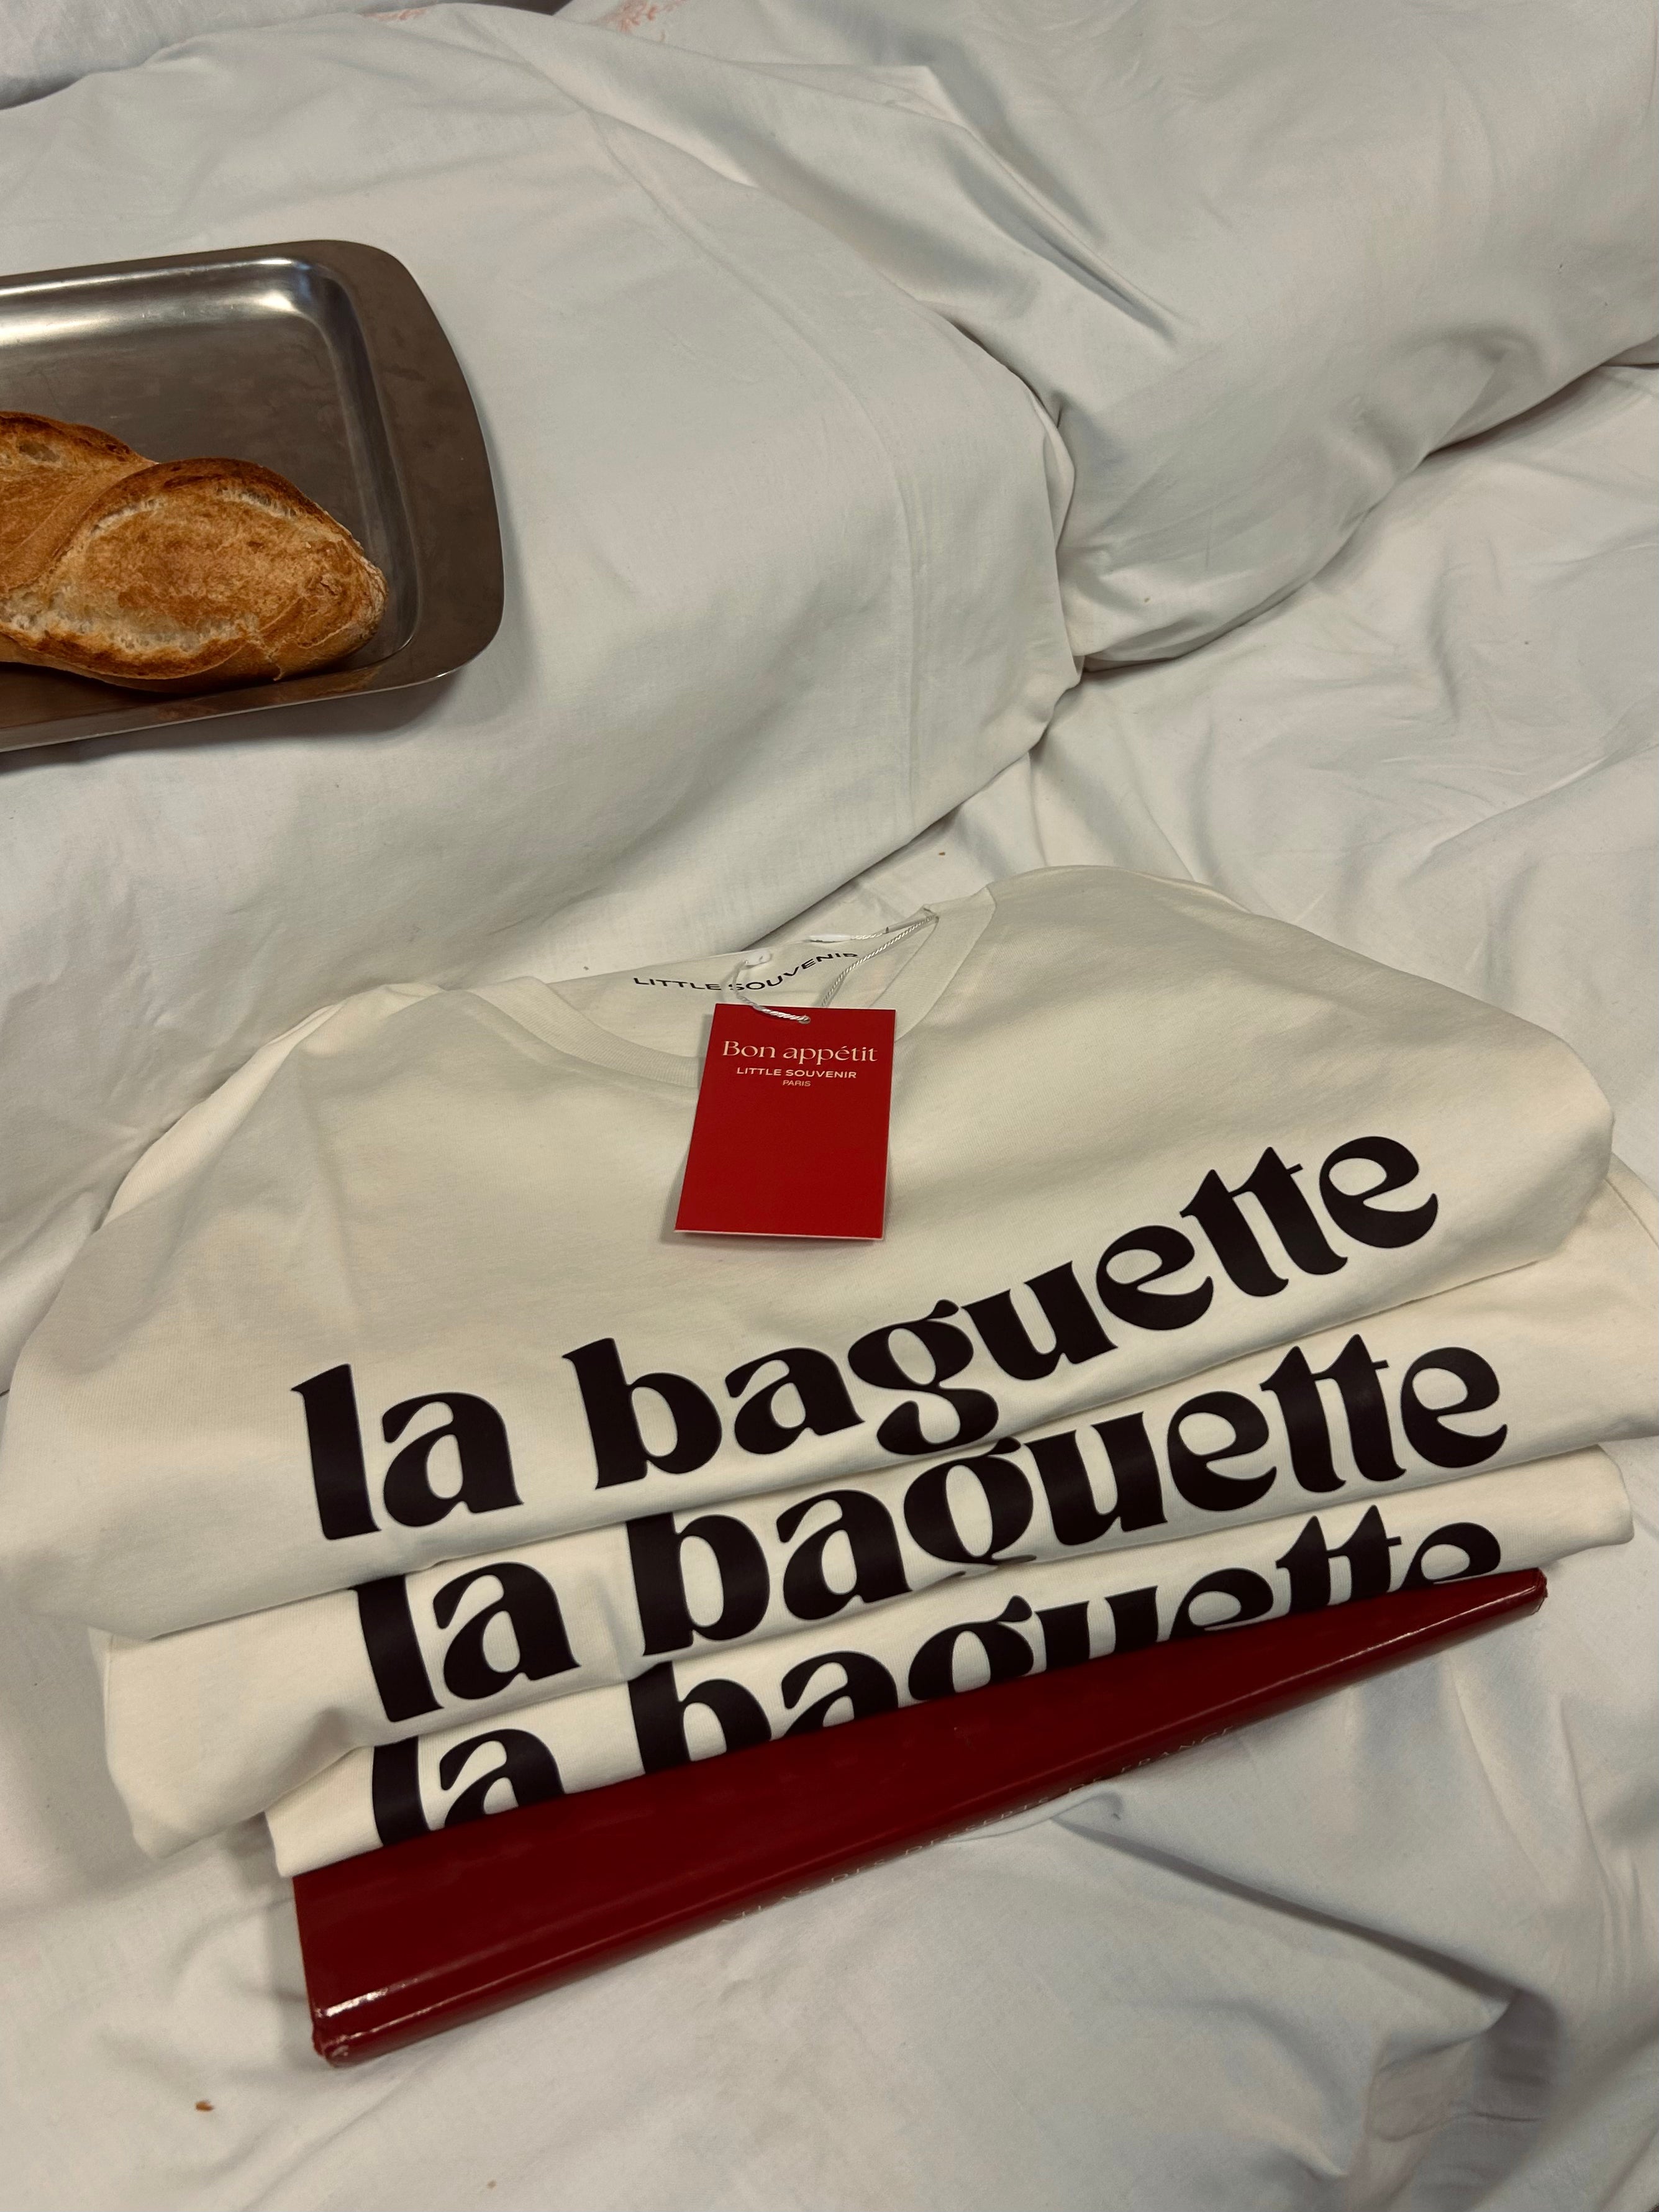 LITTLE SOUVENIR
Bon appétit
LITTLE SOUVENIR
PARIS
la baguette
la baguette
la baguette